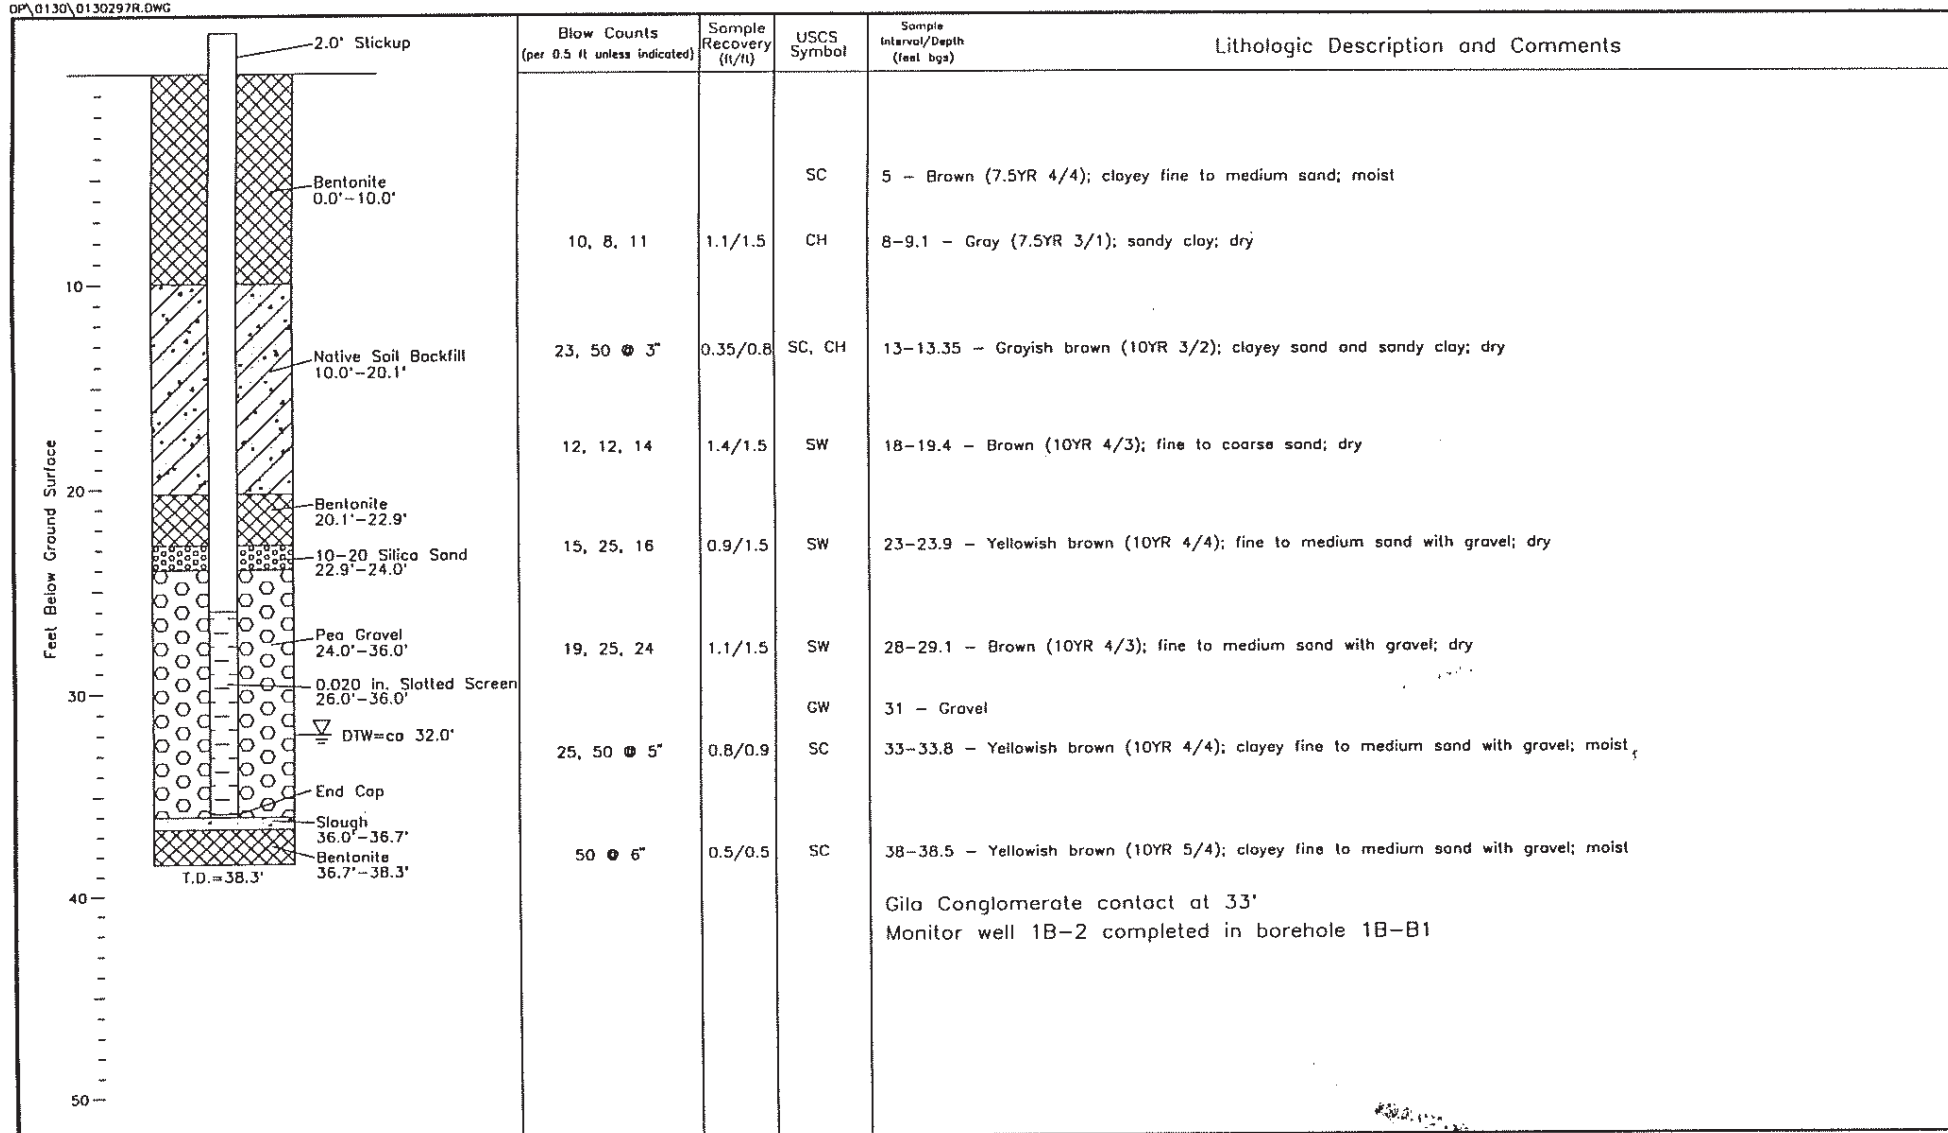 OP\0130\0130297R.DWG
Blow Counts
(per 0.5 ft unless indicated)
Sample
Recovery
(ft/ft)
USCS
Symbol
Sample
Interval/Depth
(feet bgs)
Lithologic Description and Comments
2.0' Stickup
Bentonite
0.0'-10.0'
Native Soil Backfill
10.0'-20.1'
Bentonite
20.1'-22.9'
10-20 Silica Sand
22.9'-24.0'
Pea Gravel
24.0'-36.0'
0.020 in. Slotted Screen
26.0'-36.0'
DTW=ca 32.0'
End Cap
Slough
36.0'-36.7'
Bentonite
36.7'-38.3'
T.D.=38.3'
Feet Below Ground Surface
10
20
30
40
50
SC 5 - Brown (7.5YR 4/4); clayey fine to medium sand; moist
10, 8, 11 1.1/1.5 CH 8-9.1 - Gray (7.5YR 3/1); sandy clay; dry
23, 50 @ 3" 0.35/0.8 SC, CH 13-13.35 - Grayish brown (10YR 3/2); clayey sand and sandy clay; dry
12, 12, 14 1.4/1.5 SW 18-19.4 - Brown (10YR 4/3); fine to coarse sand; dry
15, 25, 16 0.9/1.5 SW 23-23.9 - Yellowish brown (10YR 4/4); fine to medium sand with gravel; dry
19, 25, 24 1.1/1.5 SW 28-29.1 - Brown (10YR 4/3); fine to medium sand with gravel; dry
GW 31 - Gravel
25, 50 @ 5" 0.8/0.9 SC 33-33.8 - Yellowish brown (10YR 4/4); clayey fine to medium sand with gravel; moist
50 @ 6" 0.5/0.5 SC 38-38.5 - Yellowish brown (10YR 5/4); clayey fine to medium sand with gravel; moist
Gila Conglomerate contact at 33'
Monitor well 1B-2 completed in borehole 1B-B1